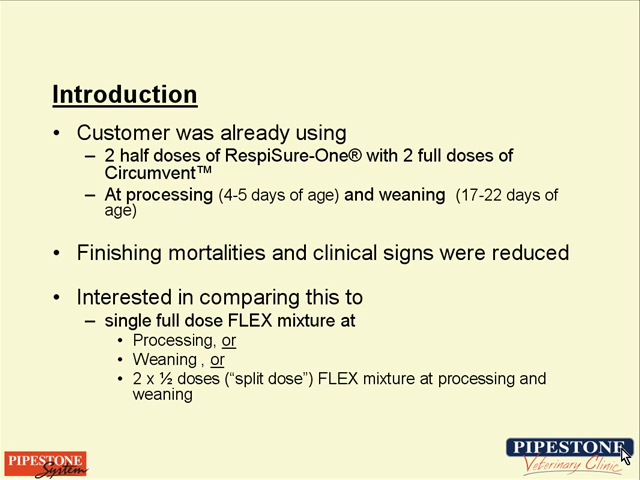 Introduction
• Customer was already using
– 2 half doses of RespiSure-One® with 2 full doses of
Circumvent™
– At processing (4-5 days of age) and weaning (17-22 days of
age)
• Finishing mortalities and clinical signs were reduced
• Interested in comparing this to
– single full dose FLEX mixture at
• Processing, or
• Weaning , or
• 2 x ½ doses (“split dose”) FLEX mixture at processing and
weaning
PIPESTONE
System
PIPESTONE
Veterinary Clinic